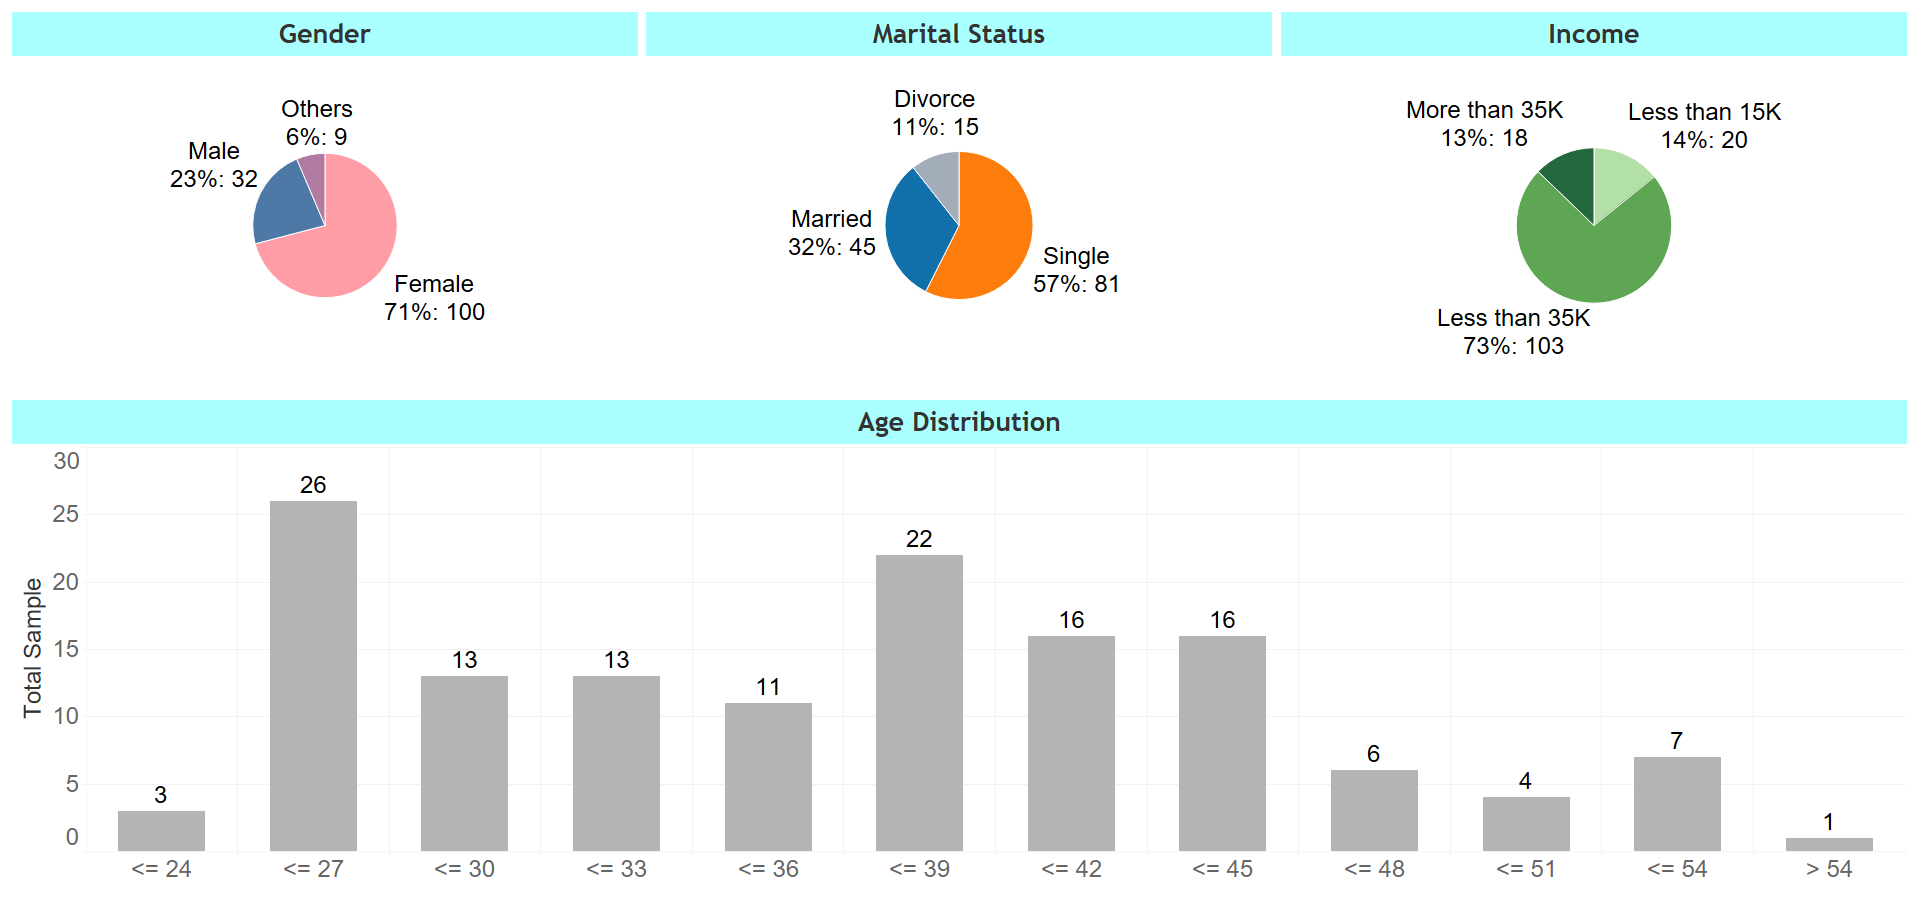 Gender
Others
6%: 9
Male
23%: 32
Female
71%: 100
Marital Status
Divorce
11%: 15
Married
32%: 45
Single
57%: 81
Income
More than 35K
13%: 18
Less than 15K
14%: 20
Less than 35K
73%: 103
Age Distribution
Total Sample
30
25
20
15
10
5
0
3
26
13
13
11
22
16
16
6
4
7
1
<= 24
<= 27
<= 30
<= 33
<= 36
<= 39
<= 42
<= 45
<= 48
<= 51
<= 54
> 54